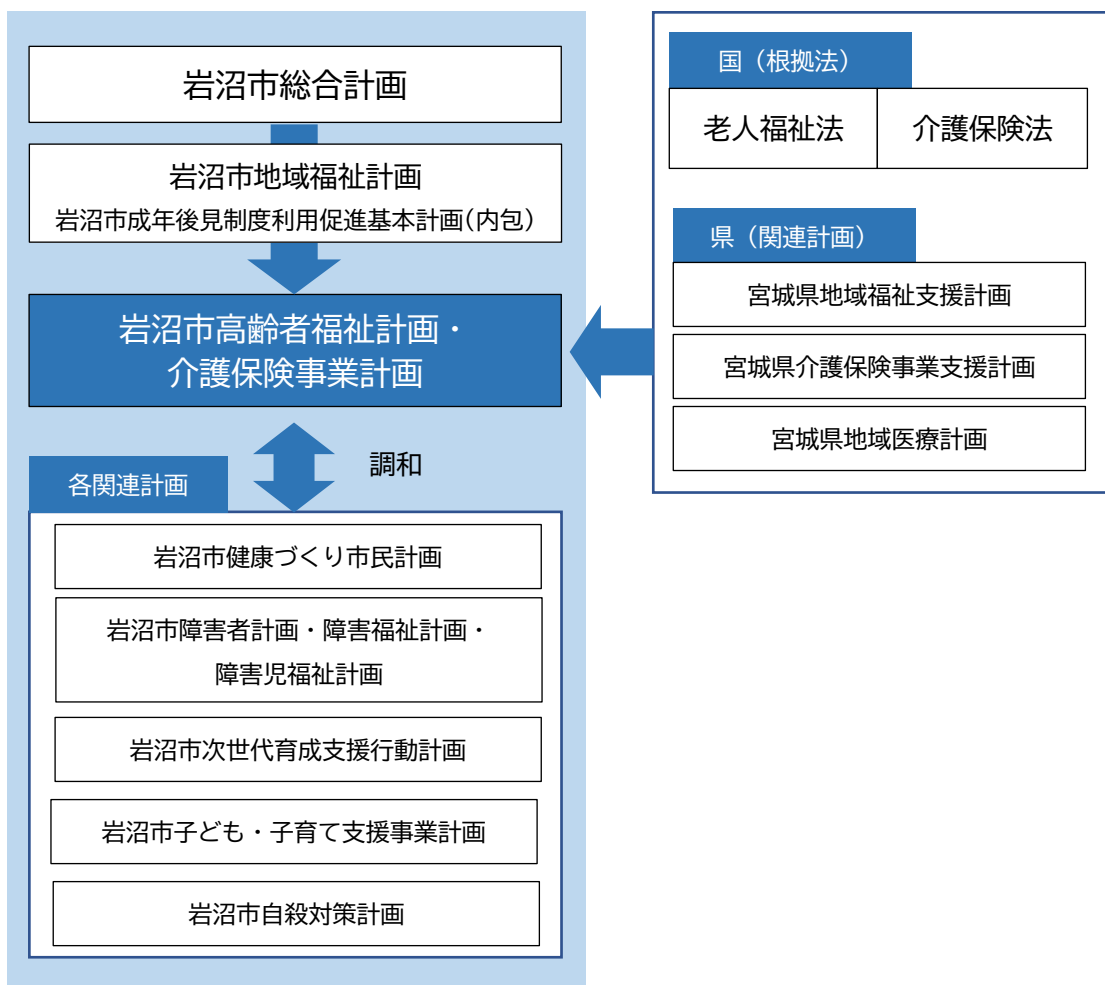 岩沼市総合計画
岩沼市地域福祉計画
岩沼市成年後見制度利用促進基本計画(内包)
岩沼市高齢者福祉計画・
介護保険事業計画
調和
各関連計画
岩沼市健康づくり市民計画
岩沼市障害者計画・障害福祉計画・
障害児福祉計画
岩沼市次世代育成支援行動計画
岩沼市子ども・子育て支援事業計画
岩沼市自殺対策計画
国（根拠法）
老人福祉法
介護保険法
県（関連計画）
宮城県地域福祉支援計画
宮城県介護保険事業支援計画
宮城県地域医療計画